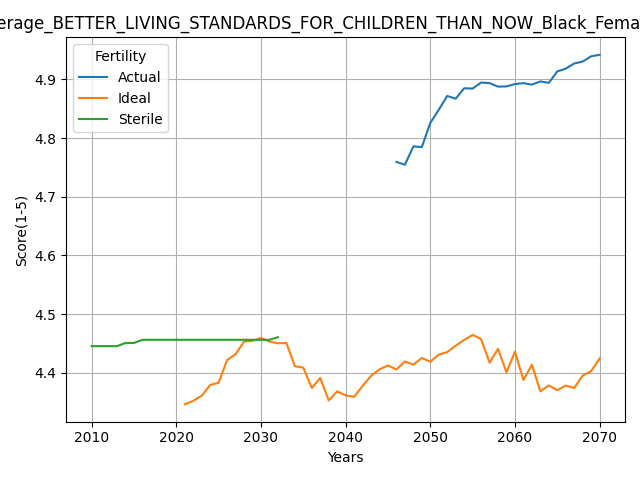 erage_BETTER_LIVING_STANDARDS_FOR_CHILDREN_THAN_NOW_Black_Fema
Fertility
Actual
Ideal
Sterile
Score(1-5)
4.9
4.8
4.7
4.6
4.5
4.4
2010 2020 2030 2040 2050 2060 2070
Years